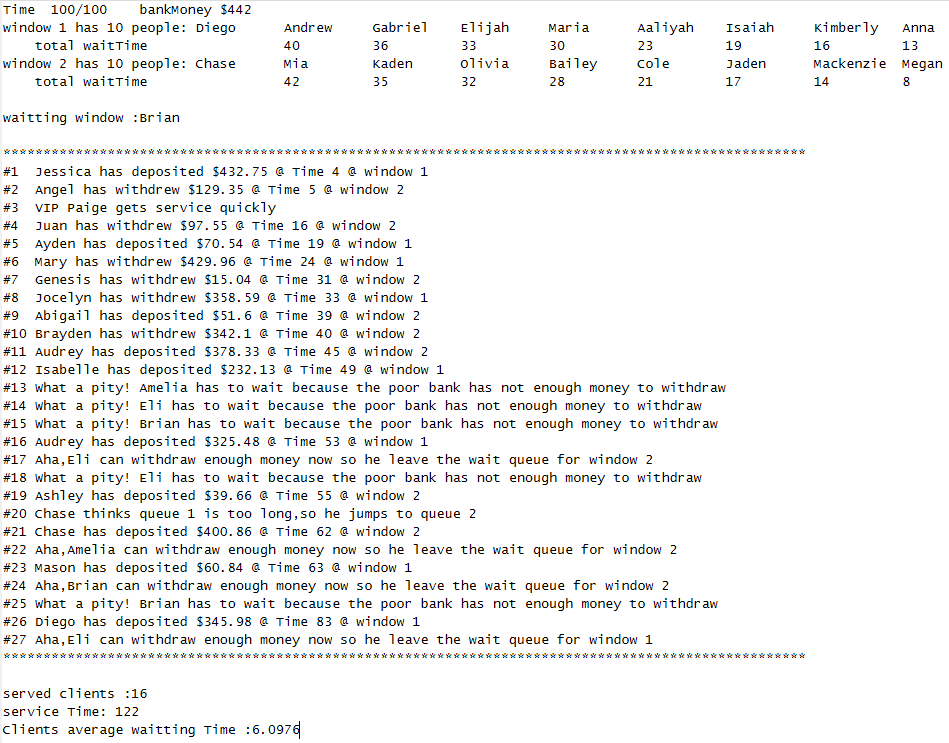 Time  100/100    bankMoney $442
window 1 has 10 people: Diego      Andrew     Gabriel    Elijah     Maria      Aaliyah    Isaiah     Kimberly   Anna
    total waitTime                 40         36         33         30         23         19         16         13
window 2 has 10 people: Chase      Mia        Kaden      Olivia     Bailey     Cole       Jaden      Mackenzie  Megan
    total waitTime                 42         35         32         28         21         17         14         8
waitting window :Brian
****************************************************************************************************
#1  Jessica has deposited $432.75 @ Time 4 @ window 1
#2  Angel has withdrew $129.35 @ Time 5 @ window 2
#3  VIP Paige gets service quickly
#4  Juan has withdrew $97.55 @ Time 16 @ window 2
#5  Ayden has deposited $70.54 @ Time 19 @ window 1
#6  Mary has withdrew $429.96 @ Time 24 @ window 1
#7  Genesis has withdrew $15.04 @ Time 31 @ window 2
#8  Jocelyn has withdrew $358.59 @ Time 33 @ window 1
#9  Abigail has deposited $51.6 @ Time 39 @ window 2
#10 Brayden has withdrew $342.1 @ Time 40 @ window 2
#11 Audrey has deposited $378.33 @ Time 45 @ window 2
#12 Isabelle has deposited $232.13 @ Time 49 @ window 1
#13 What a pity! Amelia has to wait because the poor bank has not enough money to withdraw
#14 What a pity! Eli has to wait because the poor bank has not enough money to withdraw
#15 What a pity! Brian has to wait because the poor bank has not enough money to withdraw
#16 Audrey has deposited $325.48 @ Time 53 @ window 1
#17 Aha,Eli can withdraw enough money now so he leave the wait queue for window 2
#18 What a pity! Eli has to wait because the poor bank has not enough money to withdraw
#19 Ashley has deposited $39.66 @ Time 55 @ window 2
#20 Chase thinks queue 1 is too long,so he jumps to queue 2
#21 Chase has deposited $400.86 @ Time 62 @ window 2
#22 Aha,Amelia can withdraw enough money now so he leave the wait queue for window 2
#23 Mason has deposited $60.84 @ Time 63 @ window 1
#24 Aha,Brian can withdraw enough money now so he leave the wait queue for window 2
#25 What a pity! Brian has to wait because the poor bank has not enough money to withdraw
#26 Diego has deposited $345.98 @ Time 83 @ window 1
#27 Aha,Eli can withdraw enough money now so he leave the wait queue for window 1
****************************************************************************************************
served clients :16
service Time: 122
Clients average waitting Time :6.0976